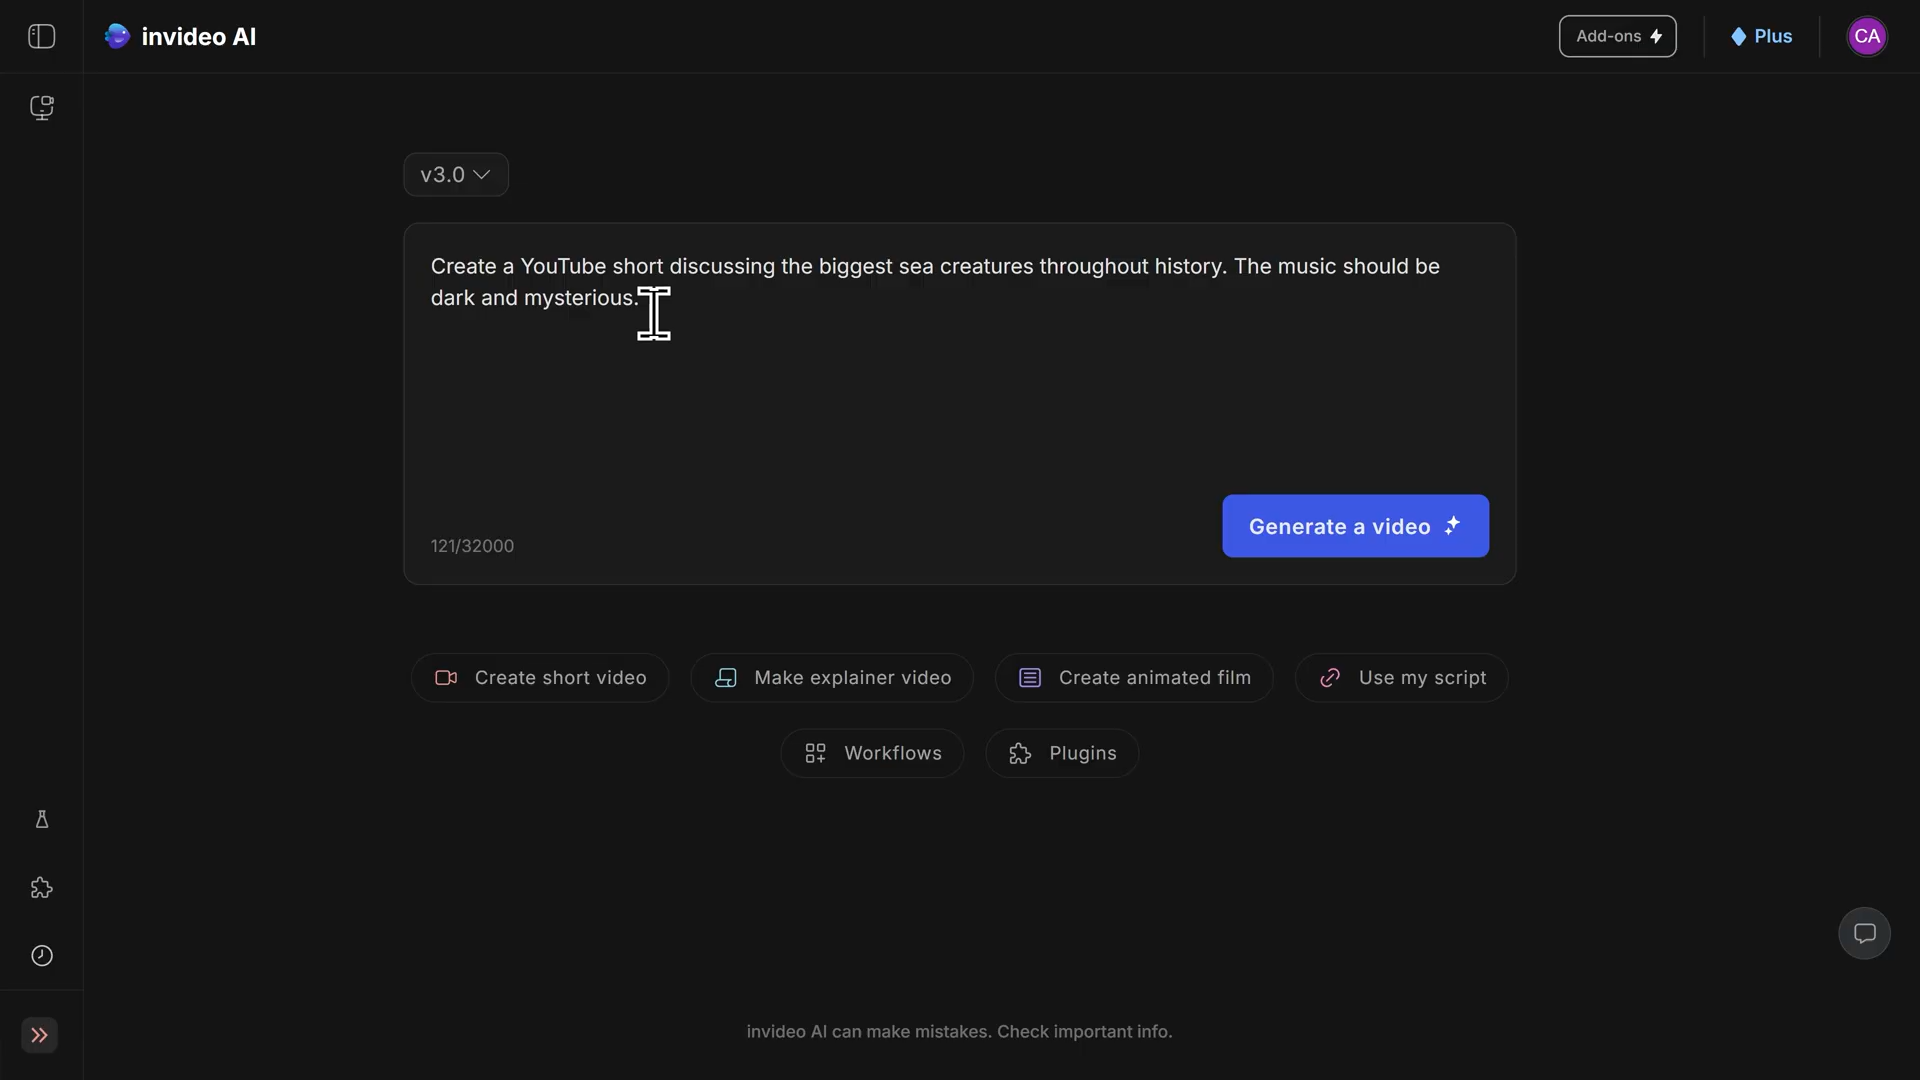 invideo AI
Add-ons
Plus
CA
v3.0
Create a YouTube short discussing the biggest sea creatures throughout history. The music should be
dark and mysterious.
121/32000
Generate a video
Create short video
Make explainer video
Create animated film
Use my script
Workflows
Plugins
invideo AI can make mistakes. Check important info.